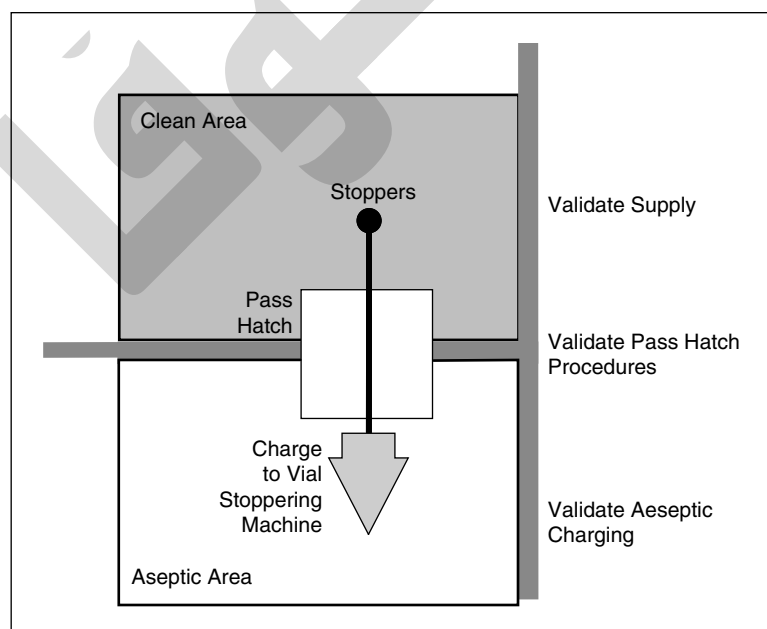 Clean Area
Stoppers
Validate Supply
Pass
Hatch
Validate Pass Hatch
Procedures
Charge
to Vial
Stoppering
Machine
Validate Aeseptic
Charging
Aseptic Area